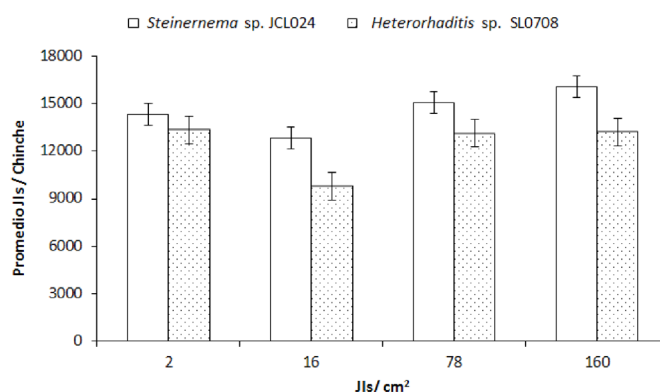 Steinernema sp. JCL024 Heterorhaditis sp. SL0708
18000
15000
12000
9000
6000
3000
0
Promedio JIs / Chinche
2 16 78 160
JIs/ cm²